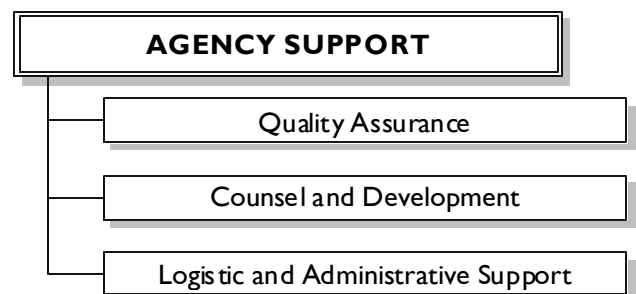 AGENCY SUPPORT
Quality Assurance
Counsel and Development
Logistic and Administrative Support